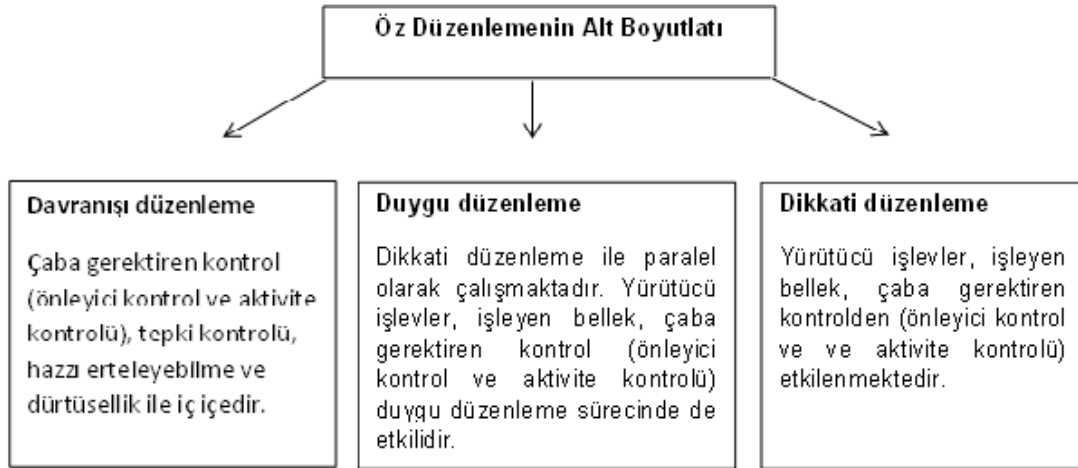 Öz Düzenlemenin Alt Boyutlatı
Davranışı düzenleme
Çaba gerektiren kontrol
(önleyici kontrol ve aktivite
kontrolü), tepki kontrolü,
hazzı erteleyebilme ve
dürtüsellik ile iç içedir.
Duygu düzenleme
Dikkati düzenleme ile paralel
olarak çalışmaktadır. Yürütücü
işlevler, işleyen bellek, çaba
gerektiren kontrol (önleyici
kontrol ve aktivite kontrolü)
duygu düzenleme sürecinde de
etkilidir.
Dikkati düzenleme
Yürütücü işlevler, işleyen
bellek, çaba gerektiren
kontrolden (önleyici kontrol
ve ve aktivite kontrolü)
etkilenmektedir.